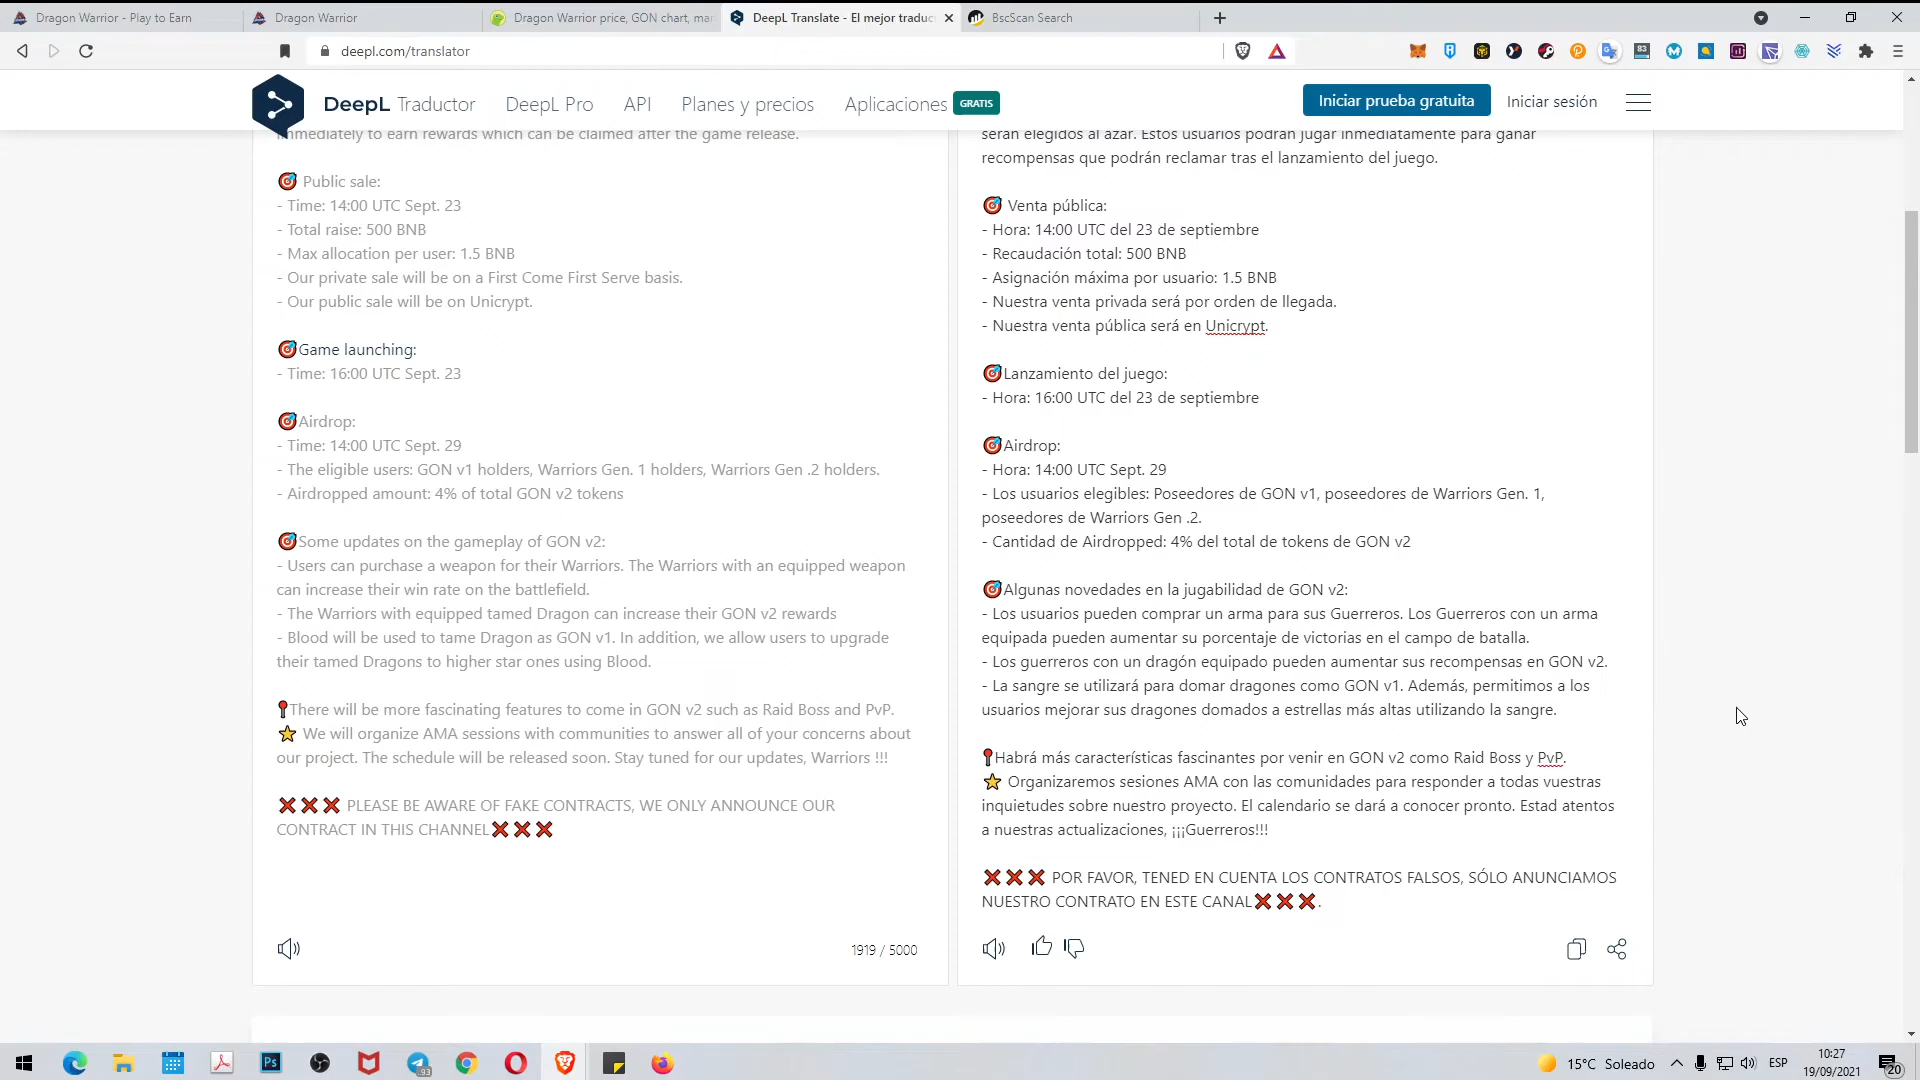 Dragon Warrior - Play to Earn
Dragon Warrior
Dragon Warrior price, GON chart, mar
DeepL Translate - El mejor traduc
BscScan Search
deepl.com/translator
83
DeepL Traductor
DeepL Pro
API
Planes y precios
Aplicaciones GRATIS
Iniciar prueba gratuita
Iniciar sesión
immediately to earn rewards which can be claimed after the game release.
Public sale:
- Time: 14:00 UTC Sept. 23
- Total raise: 500 BNB
- Max allocation per user: 1.5 BNB
- Our private sale will be on a First Come First Serve basis.
- Our public sale will be on Unicrypt.
Game launching:
- Time: 16:00 UTC Sept. 23
Airdrop:
- Time: 14:00 UTC Sept. 29
- The eligible users: GON v1 holders, Warriors Gen. 1 holders, Warriors Gen .2 holders.
- Airdropped amount: 4% of total GON v2 tokens
Some updates on the gameplay of GON v2:
- Users can purchase a weapon for their Warriors. The Warriors with an equipped weapon
can increase their win rate on the battlefield.
- The Warriors with equipped tamed Dragon can increase their GON v2 rewards
- Blood will be used to tame Dragon as GON v1. In addition, we allow users to upgrade
their tamed Dragons to higher star ones using Blood.
There will be more fascinating features to come in GON v2 such as Raid Boss and PvP.
We will organize AMA sessions with communities to answer all of your concerns about
our project. The schedule will be released soon. Stay tuned for our updates, Warriors !!!
PLEASE BE AWARE OF FAKE CONTRACTS, WE ONLY ANNOUNCE OUR
CONTRACT IN THIS CHANNEL
1919 / 5000
serán elegidos al azar. Estos usuarios podrán jugar inmediatamente para ganar
recompensas que podrán reclamar tras el lanzamiento del juego.
Venta pública:
- Hora: 14:00 UTC del 23 de septiembre
- Recaudación total: 500 BNB
- Asignación máxima por usuario: 1.5 BNB
- Nuestra venta privada será por orden de llegada.
- Nuestra venta pública será en Unicrypt.
Lanzamiento del juego:
- Hora: 16:00 UTC del 23 de septiembre
Airdrop:
- Hora: 14:00 UTC Sept. 29
- Los usuarios elegibles: Poseedores de GON v1, poseedores de Warriors Gen. 1,
poseedores de Warriors Gen .2.
- Cantidad de Airdropped: 4% del total de tokens de GON v2
Algunas novedades en la jugabilidad de GON v2:
- Los usuarios pueden comprar un arma para sus Guerreros. Los Guerreros con un arma
equipada pueden aumentar su porcentaje de victorias en el campo de batalla.
- Los guerreros con un dragón equipado pueden aumentar sus recompensas en GON v2.
- La sangre se utilizará para domar dragones como GON v1. Además, permitimos a los
usuarios mejorar sus dragones domados a estrellas más altas utilizando la sangre.
Habrá más características fascinantes por venir en GON v2 como Raid Boss y PvP.
Organizaremos sesiones AMA con las comunidades para responder a todas vuestras
inquietudes sobre nuestro proyecto. El calendario se dará a conocer pronto. Estad atentos
a nuestras actualizaciones, ¡¡¡Guerreros!!!
POR FAVOR, TENED EN CUENTA LOS CONTRATOS FALSOS, SÓLO ANUNCIAMOS
NUESTRO CONTRATO EN ESTE CANAL.
Ps
93
15°C Soleado
ESP
10:27
19/09/2021
20